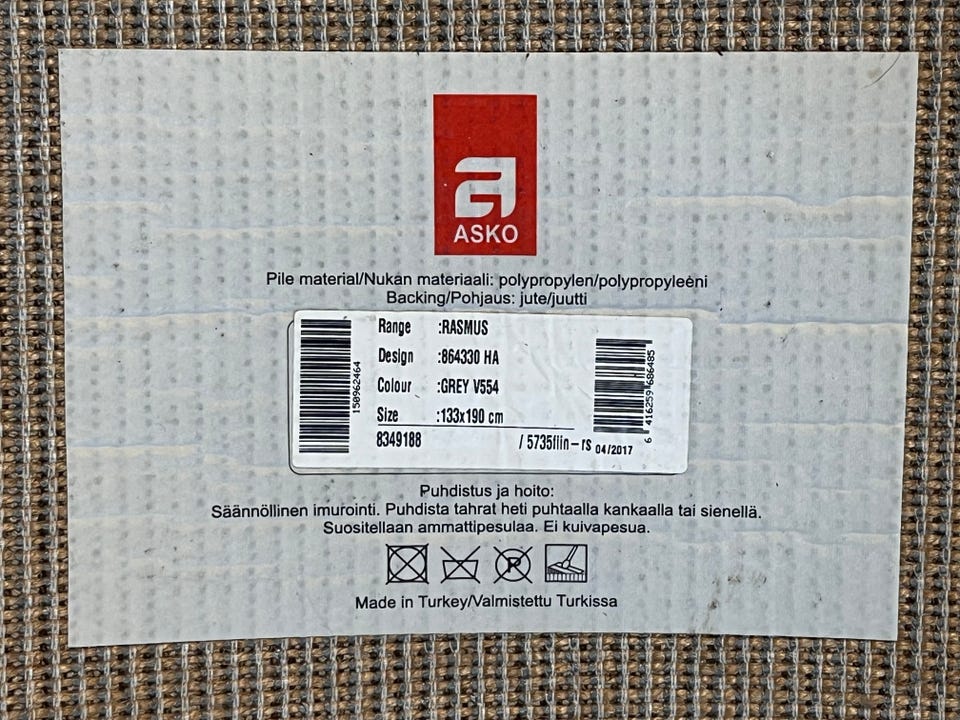 ASKO
Pile material/Nukan materiaali: polypropylen/polypropyleeni
Backing/Pohjaus: jute/juutti
150962464
Range :RASMUS
Design :864330 HA
Colour :GREY V554
Size :133x190 cm
8349188 / 5735flin-rs 04/2017
6 416259 686485
Puhdistus ja hoito:
Säännöllinen imurointi. Puhdista tahrat heti puhtaalla kankaalla tai sienellä.
Suositellaan ammattipesulaa. Ei kuivapesua.
P
Made in Turkey/Valmistettu Turkissa